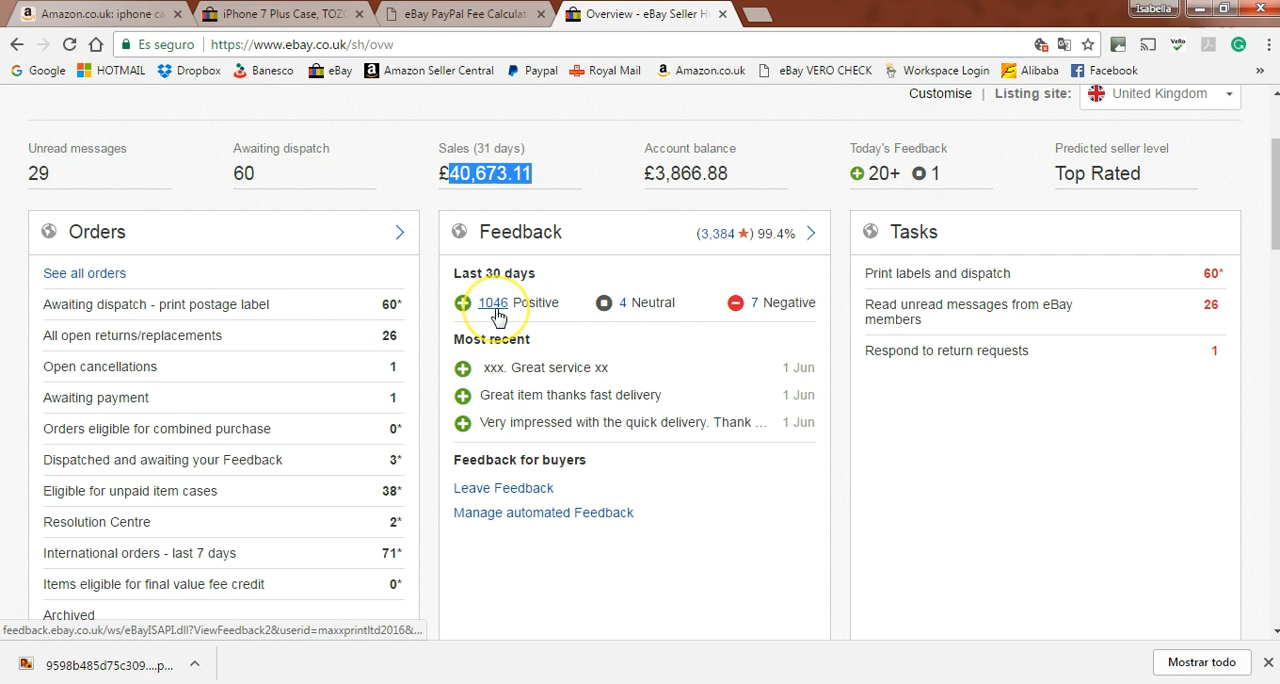 Amazon.co.uk: iphone ca
iPhone 7 Plus Case, TOZO
eBay PayPal Fee Calculat
Overview - eBay Seller H
Isabella
Es seguro
https://www.ebay.co.uk/sh/ovw
Google HOTMAIL Dropbox Banesco eBay Amazon Seller Central Paypal Royal Mail Amazon.co.uk eBay VERO CHECK Workspace Login Alibaba Facebook »
Customise | Listing site: United Kingdom
Unread messages
29
Awaiting dispatch
60
Sales (31 days)
£40,673.11
Account balance
£3,866.88
Today's Feedback
20+ 1
Predicted seller level
Top Rated
Orders
See all orders
Awaiting dispatch - print postage label 60*
All open returns/replacements 26
Open cancellations 1
Awaiting payment 1
Orders eligible for combined purchase 0*
Dispatched and awaiting your Feedback 3*
Eligible for unpaid item cases 38*
Resolution Centre 2*
International orders - last 7 days 71*
Items eligible for final value fee credit 0*
Archived
Feedback (3,384 ★) 99.4%
Last 30 days
1046 Positive 4 Neutral 7 Negative
Most recent
xxx. Great service xx 1 Jun
Great item thanks fast delivery 1 Jun
Very impressed with the quick delivery. Thank ... 1 Jun
Feedback for buyers
Leave Feedback
Manage automated Feedback
Tasks
Print labels and dispatch 60*
Read unread messages from eBay 26
members
Respond to return requests 1
feedback.ebay.co.uk/ws/eBayISAPI.dll?ViewFeedback2&userid=maxxprintltd2016&...
9598b485d75c309....p...
Mostrar todo